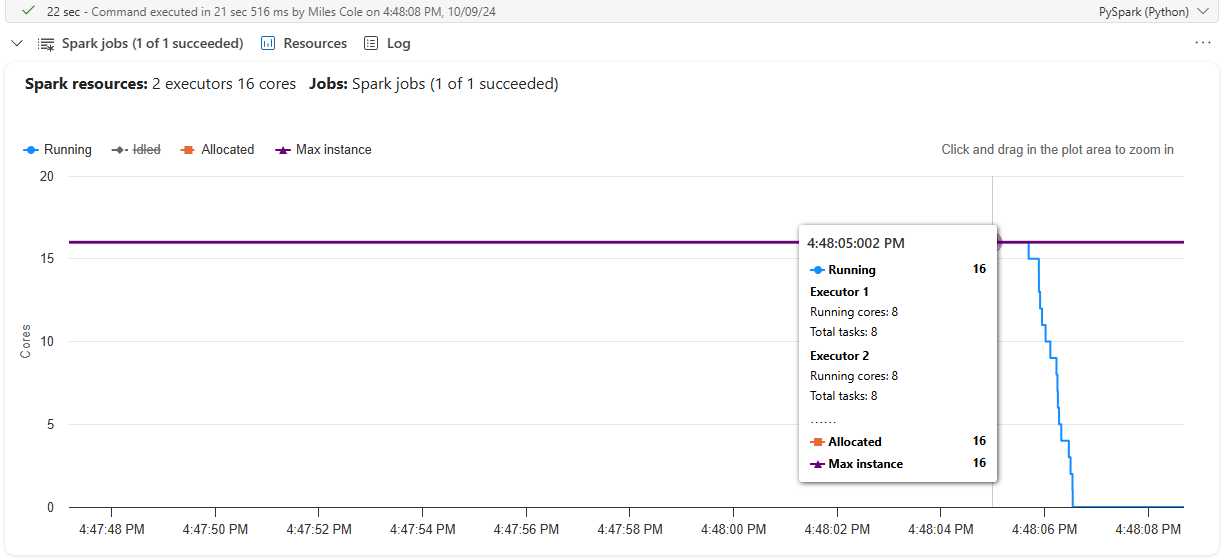 22 sec - Command executed in 21 sec 516 ms by Miles Cole on 4:48:08 PM, 10/09/24 PySpark (Python)
Spark jobs (1 of 1 succeeded) Resources Log
Spark resources: 2 executors 16 cores Jobs: Spark jobs (1 of 1 succeeded)
Running Idled Allocated Max instance Click and drag in the plot area to zoom in
20
15
10
5
0
Cores
4:48:05:002 PM
Running 16
Executor 1
Running cores: 8
Total tasks: 8
Executor 2
Running cores: 8
Total tasks: 8
......
Allocated 16
Max instance 16
4:47:48 PM 4:47:50 PM 4:47:52 PM 4:47:54 PM 4:47:56 PM 4:47:58 PM 4:48:00 PM 4:48:02 PM 4:48:04 PM 4:48:06 PM 4:48:08 PM